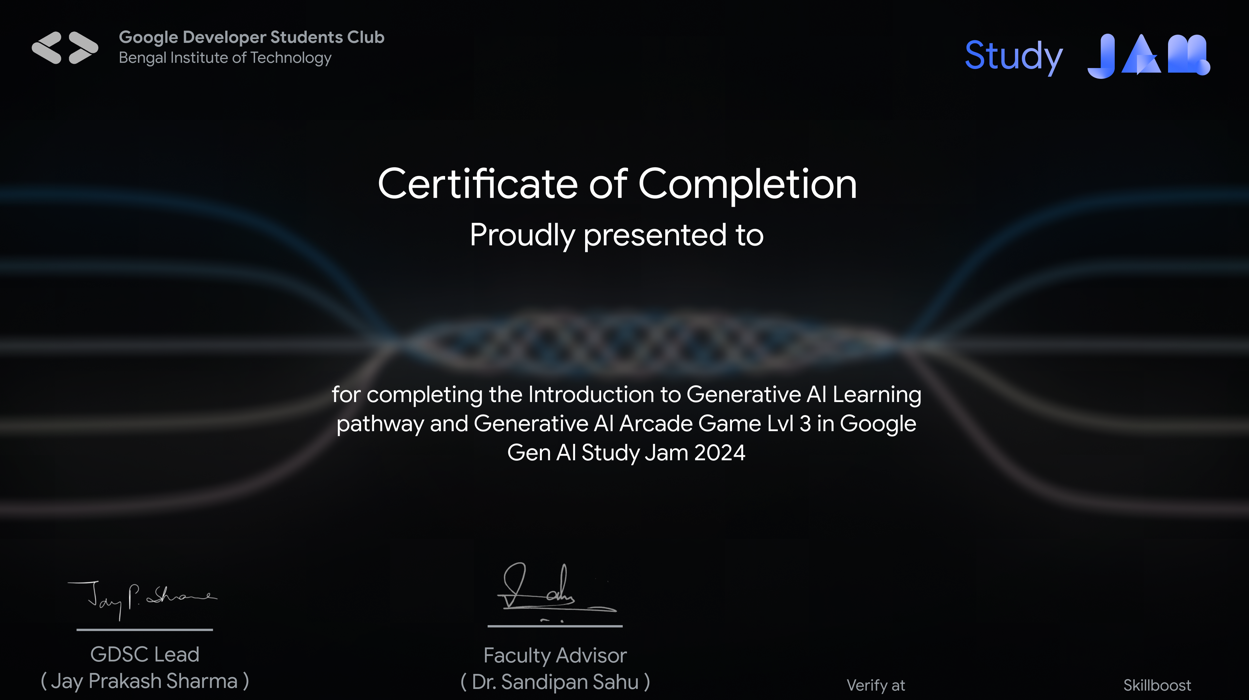 Google Developer Students Club
Bengal Institute of Technology
Study JAM
Certificate of Completion
Proudly presented to
for completing the Introduction to Generative AI Learning
pathway and Generative AI Arcade Game Lvl 3 in Google
Gen AI Study Jam 2024
Jay P. Sharma
Sahu
GDSC Lead
( Jay Prakash Sharma )
Faculty Advisor
( Dr. Sandipan Sahu )
Verify at
Skillboost